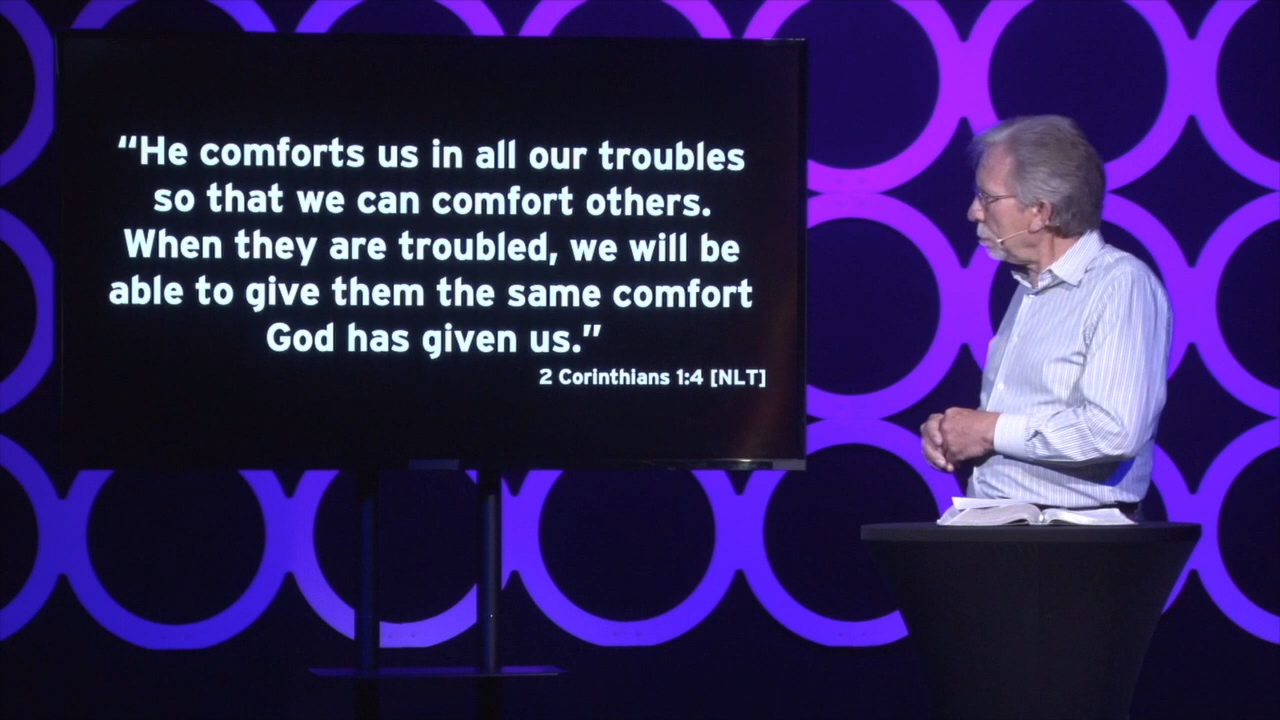 “He comforts us in all our troubles
so that we can comfort others.
When they are troubled, we will be
able to give them the same comfort
God has given us.”
2 Corinthians 1:4 [NLT]